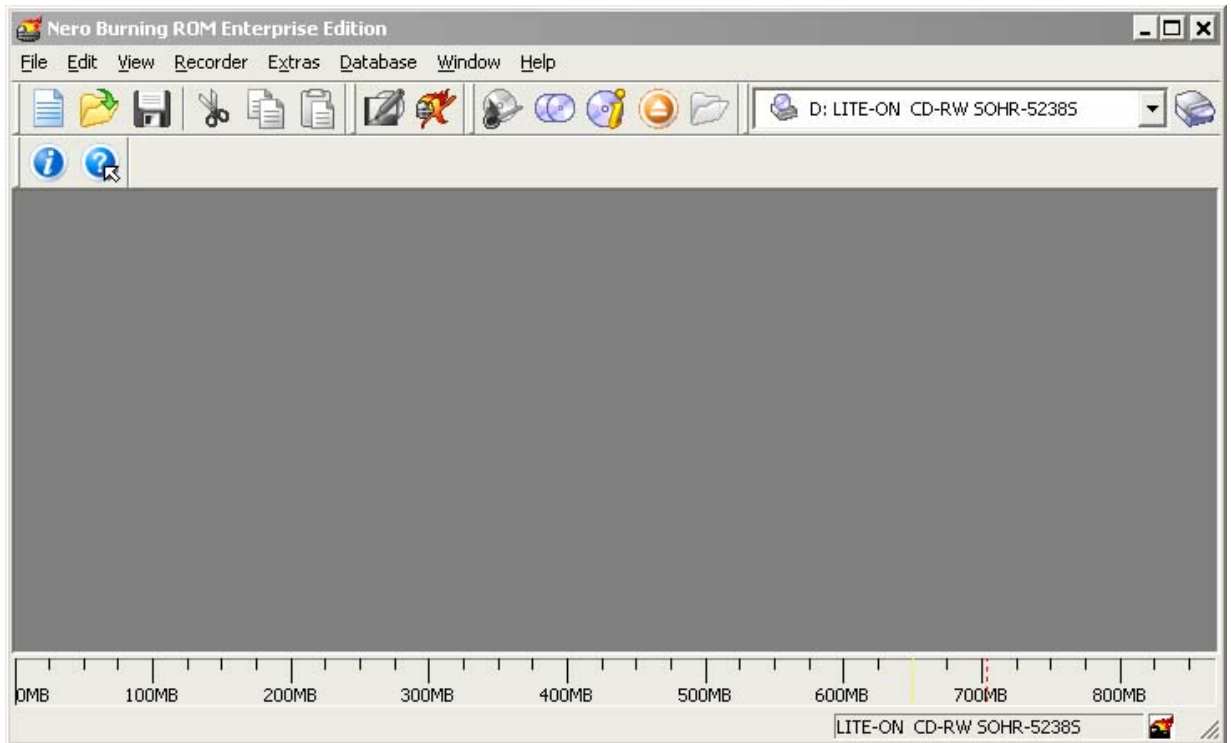 Nero Burning ROM Enterprise Edition
File Edit View Recorder Extras Database Window Help
D: LITE-ON CD-RW SOHR-5238S
0MB 100MB 200MB 300MB 400MB 500MB 600MB 700MB 800MB
LITE-ON CD-RW SOHR-5238S